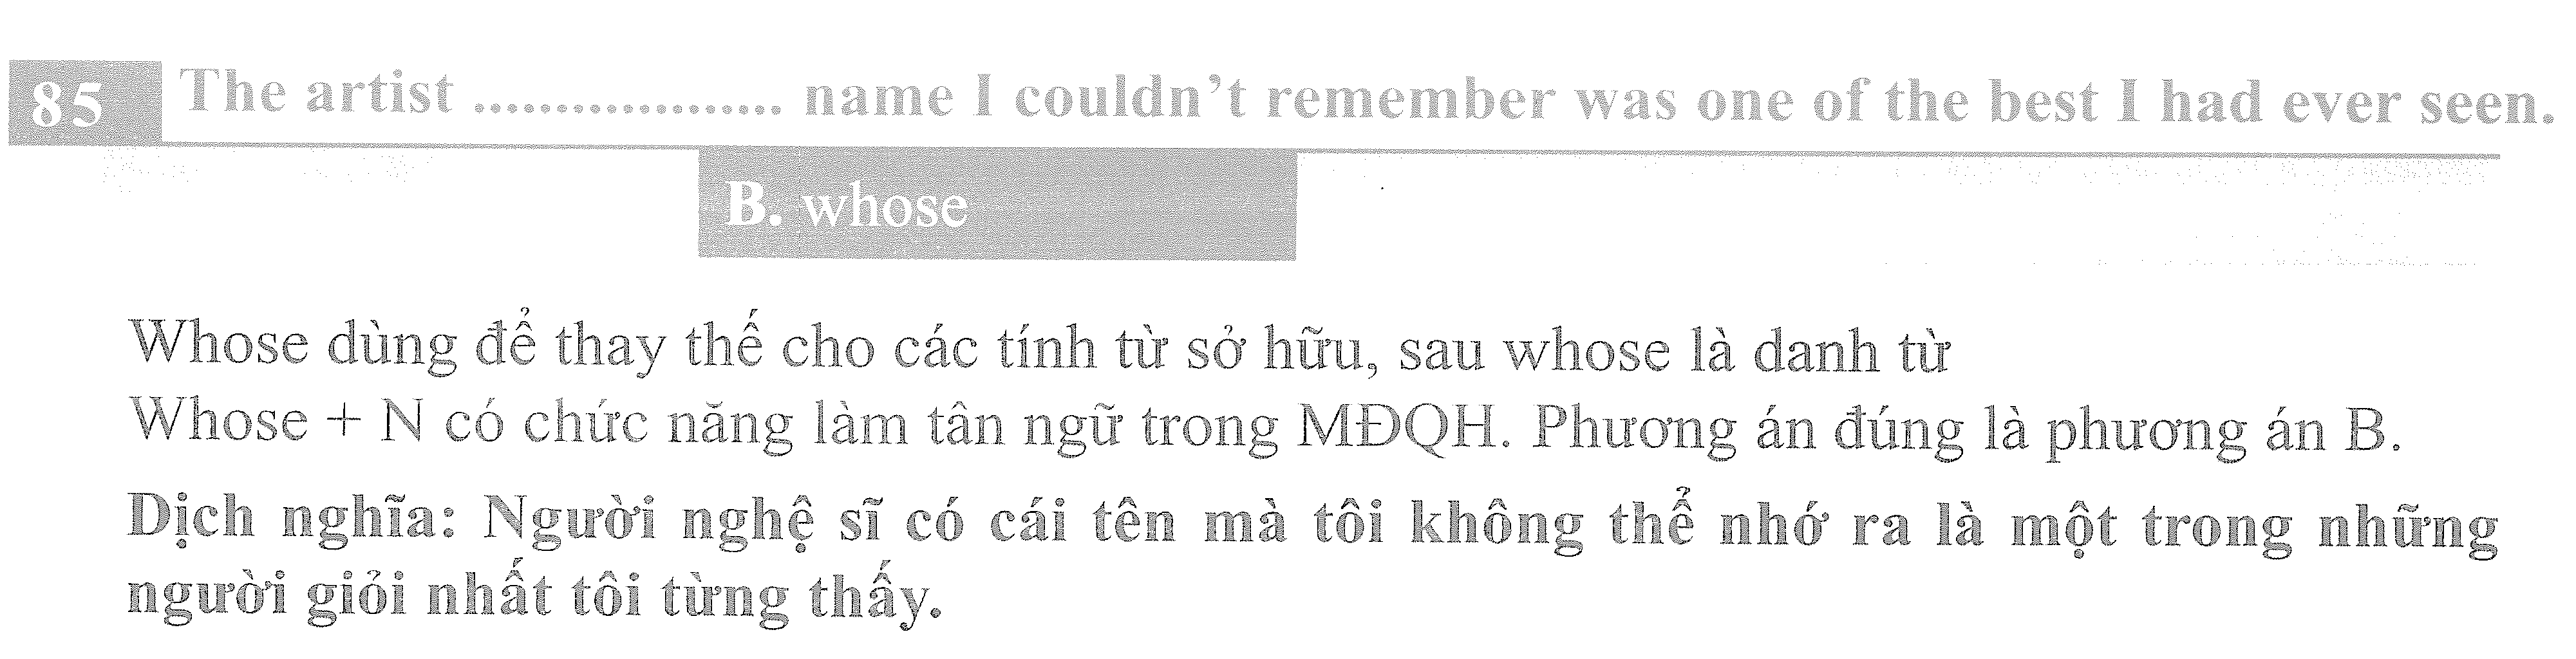 85 The artist .................. name I couldn't remember was one of the best I had ever seen.
B. whose
Whose dùng để thay thế cho các tính từ sở hữu, sau whose là danh từ
Whose + N có chức năng làm tân ngữ trong MĐQH. Phương án đúng là phương án B.
Dịch nghĩa: Người nghệ sĩ có cái tên mà tôi không thể nhớ ra là một trong những
người giỏi nhất tôi từng thấy.